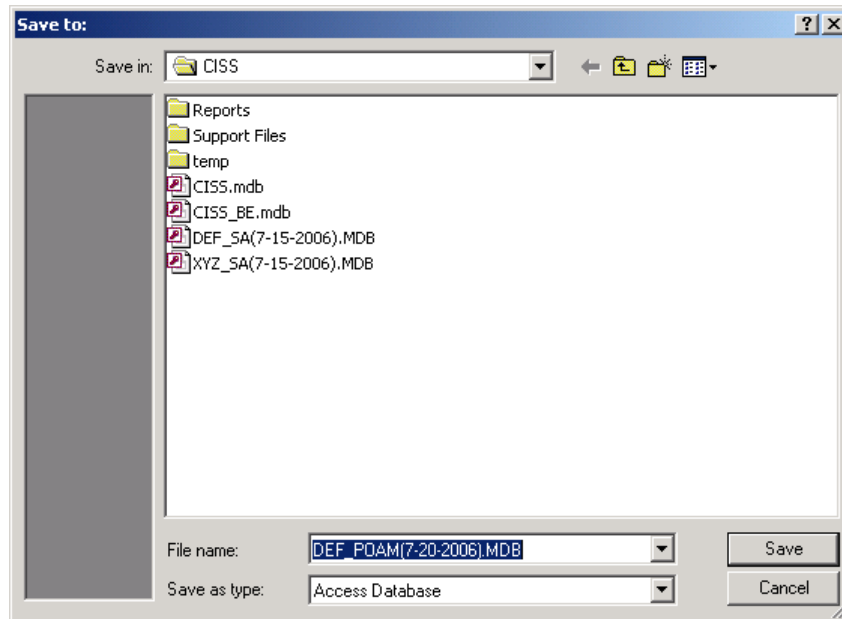 Save to:
Save in: CISS
Reports
Support Files
temp
CISS.mdb
CISS_BE.mdb
DEF_SA(7-15-2006).MDB
XYZ_SA(7-15-2006).MDB
File name: DEF_POAM(7-20-2006).MDB Save
Save as type: Access Database Cancel